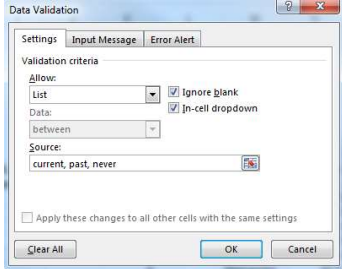 Data Validation
Settings
Input Message
Error Alert
Validation criteria
Allow:
List
Ignore blank
Data:
In-cell dropdown
between
Source:
current, past, never
Apply these changes to all other cells with the same settings
Clear All
OK
Cancel